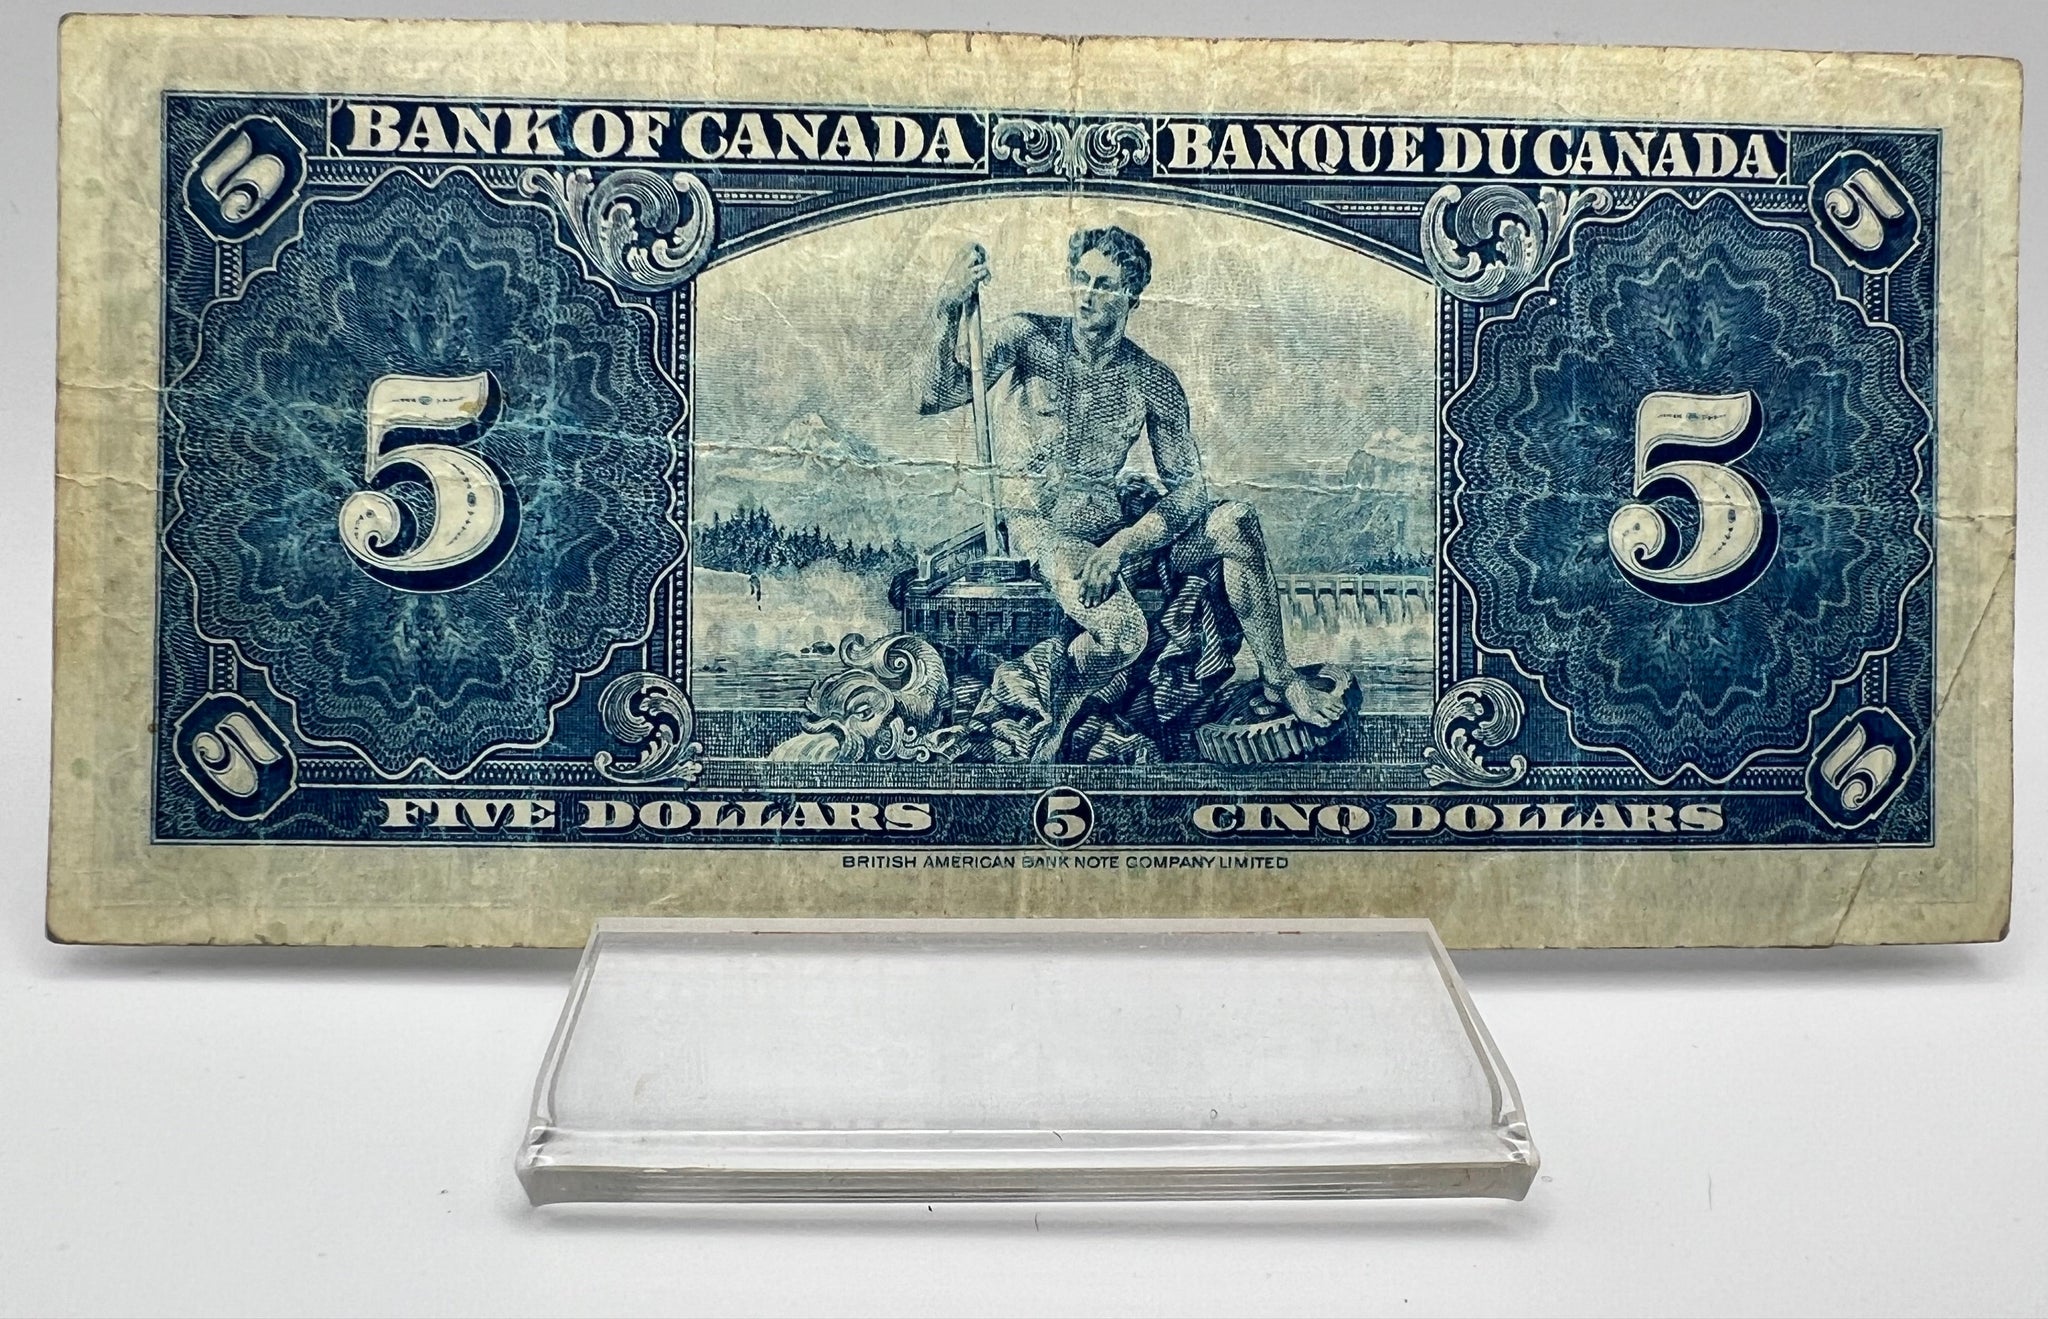 BANK OF CANADA
BANQUE DU CANADA
5
5
5
5
5
5
FIVE DOLLARS
5
CINQ DOLLARS
BRITISH AMERICAN BANK NOTE COMPANY LIMITED